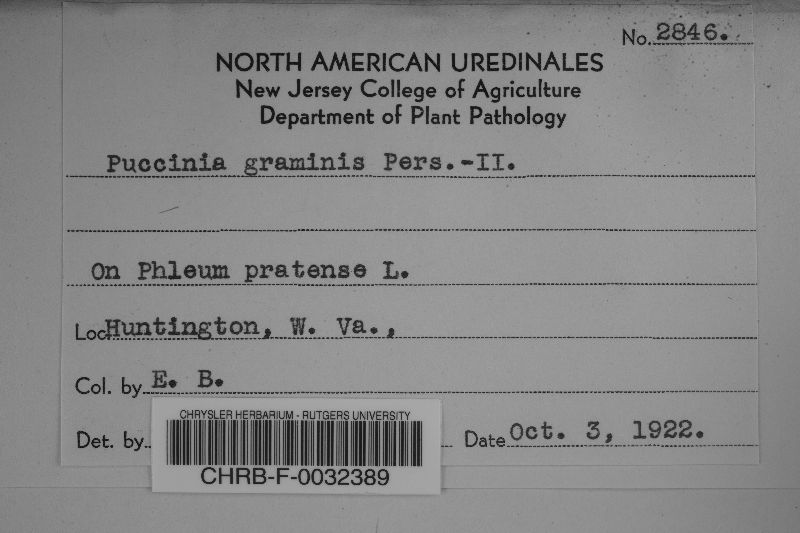 No. 2846.
NORTH AMERICAN UREDINALES
New Jersey College of Agriculture
Department of Plant Pathology
Puccinia graminis Pers.-II.
On Phleum pratense L.
Loc Huntington, W. Va.,
Col. by E. B.
Det. by Date Oct. 3, 1922.
CHRYSLER HERBARIUM - RUTGERS UNIVERSITY
CHRB-F-0032389